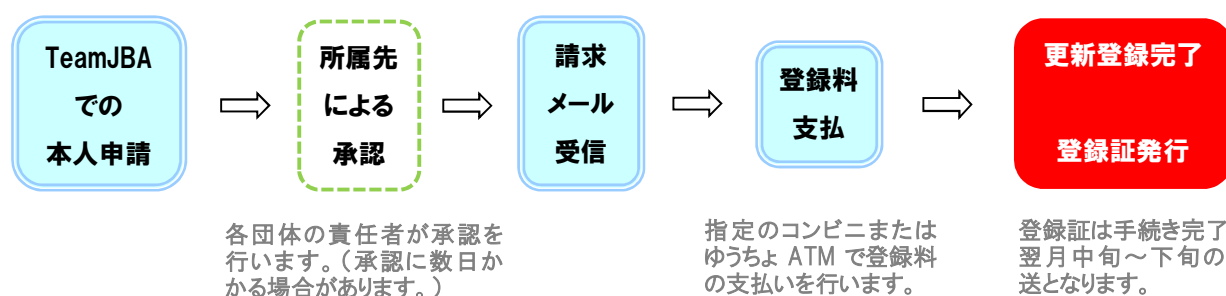 TeamJBA
での
本人申請
所属先
による
承認
請求
メール
受信
登録料
支払
更新登録完了
登録証発行
各団体の責任者が承認を
行います。（承認に数日か
かる場合があります。）
指定のコンビニまたは
ゆうちょ ATM で登録料
の支払いを行います。
登録証は手続き完了
翌月中旬～下旬の
送となります。